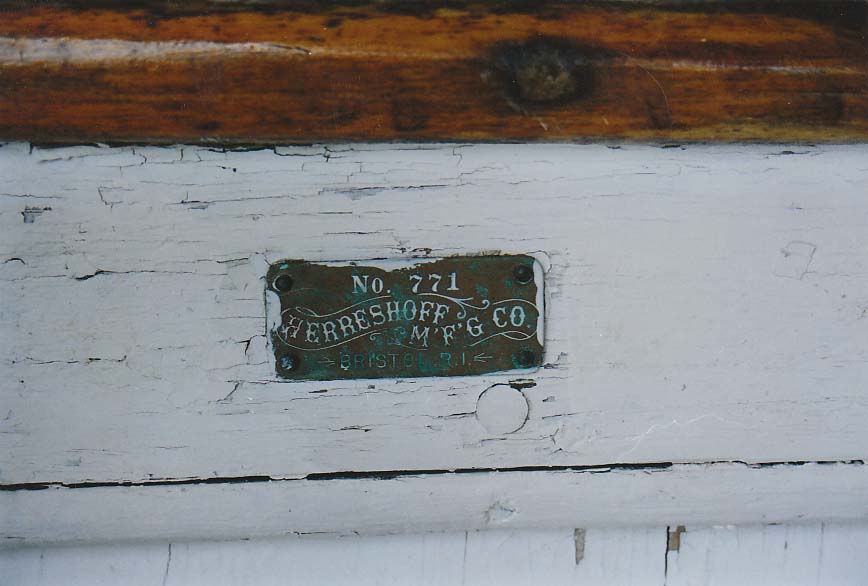 No. 771
HERRESHOFF
M'F'G CO.
BRISTOL R.I.